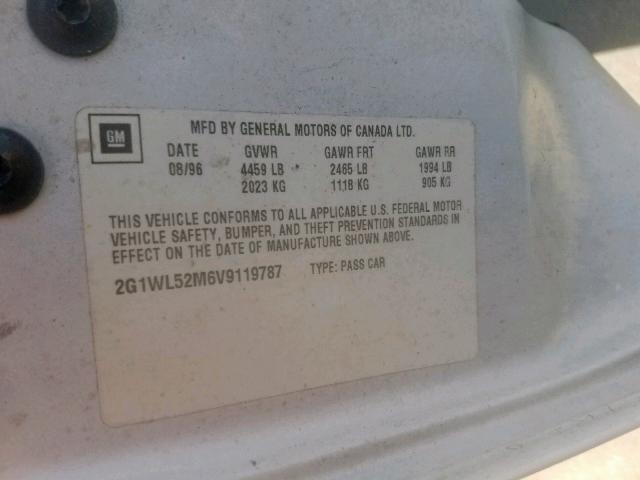 GM
MFD BY GENERAL MOTORS OF CANADA LTD.
DATE GVWR GAWR FRT GAWR RR
08/96 4459 LB 2465 LB 1994 LB
2023 KG 1118 KG 905 KG
THIS VEHICLE CONFORMS TO ALL APPLICABLE U.S. FEDERAL MOTOR
VEHICLE SAFETY, BUMPER, AND THEFT PREVENTION STANDARDS IN
EFFECT ON THE DATE OF MANUFACTURE SHOWN ABOVE.
2G1WL52M6V9119787 TYPE: PASS CAR